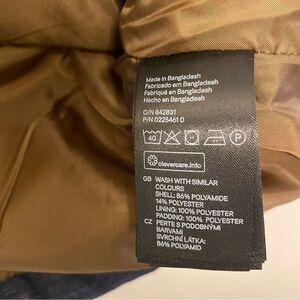 Made in Bangladesh
Fabricado em Bangladesh
Fabriqué en Bangladesh
Hecho en Bangladesh
O/N 842831
P/N 0225461 D
40
P
clevercare.info
GB WASH WITH SIMILAR
COLOURS
SHELL: 86% POLYAMIDE
14% POLYESTER
LINING: 100% POLYESTER
PADDING: 100% POLYESTER
CZ PERTE S PODOBNÝMI
BARVAMI
SVRCHNÍ LÁTKA:
86% POLYAMID